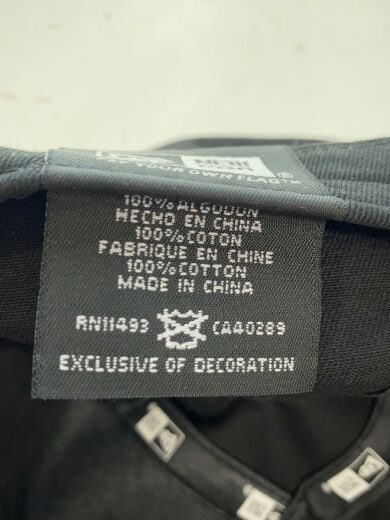 100% ALGODON
HECHO EN CHINA
100% COTON
FABRIQUE EN CHINE
100% COTTON
MADE IN CHINA
RN11493 CA40289
EXCLUSIVE OF DECORATION